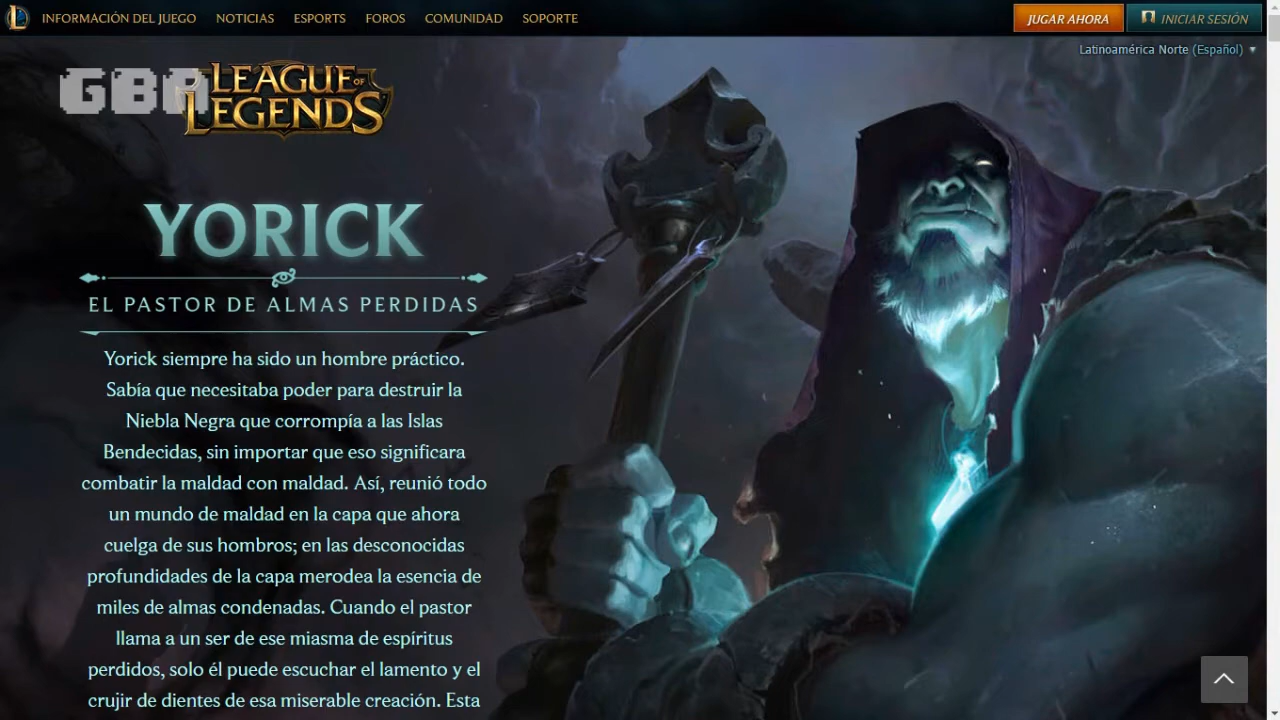 INFORMACIÓN DEL JUEGO NOTICIAS ESPORTS FOROS COMUNIDAD SOPORTE JUGAR AHORA INICIAR SESIÓN
Latinoamérica Norte (Español)
LEAGUE OF
LEGENDS
YORICK
EL PASTOR DE ALMAS PERDIDAS
Yorick siempre ha sido un hombre práctico.
Sabía que necesitaba poder para destruir la
Niebla Negra que corrompía a las Islas
Bendecidas, sin importar que eso significara
combatir la maldad con maldad. Así, reunió todo
un mundo de maldad en la capa que ahora
cuelga de sus hombros; en las desconocidas
profundidades de la capa merodea la esencia de
miles de almas condenadas. Cuando el pastor
llama a un ser de ese miasma de espíritus
perdidos, solo él puede escuchar el lamento y el
crujir de dientes de esa miserable creación. Esta